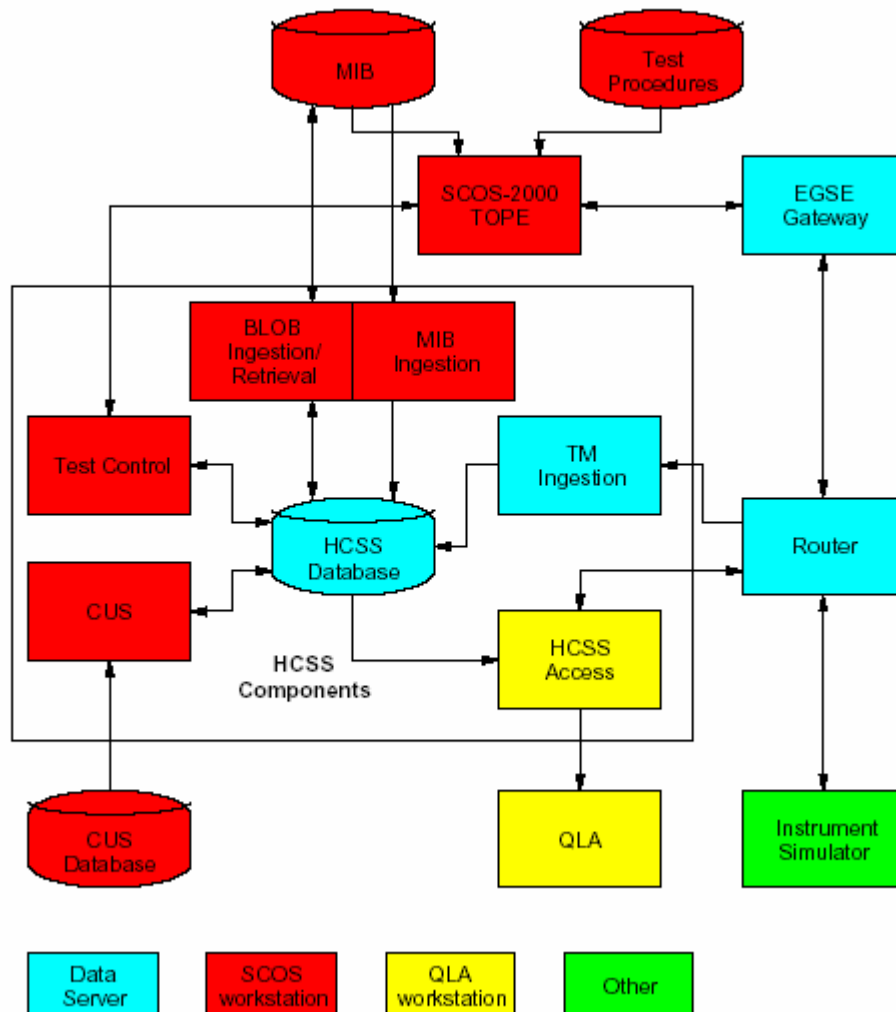 MIB
Test
Procedures
SCOS-2000
TOPE
EGSE
Gateway
BLOB
Ingestion/
Retrieval
MIB
Ingestion
Test Control
TM
Ingestion
HCSS
Database
Router
CUS
HCSS
Access
HCSS
Components
CUS
Database
QLA
Instrument
Simulator
Data
Server
SCOS
workstation
QLA
workstation
Other